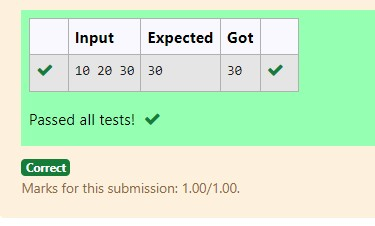 Input Expected Got
10 20 30 30 30
Passed all tests!
Correct
Marks for this submission: 1.00/1.00.